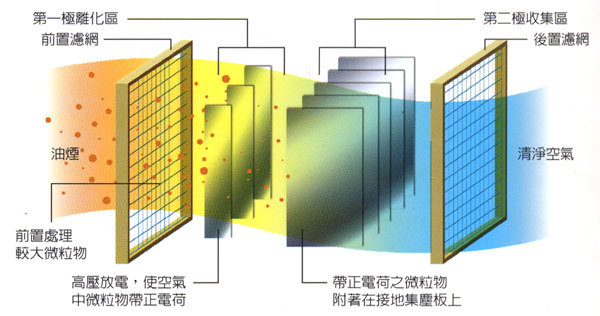 第一極離化區
第二極收集區
前置濾網
後置濾網
油煙
清淨空氣
前置處理
較大微粒物
高壓放電，使空氣
中微粒物帶正電荷
帶正電荷之微粒物
附著在接地集塵板上